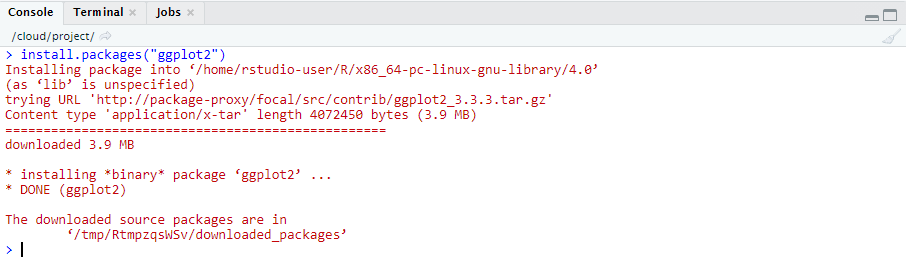 Console Terminal × Jobs ×
/cloud/project/
> install.packages("ggplot2")
Installing package into ‘/home/rstudio-user/R/x86_64-pc-linux-gnu-library/4.0’
(as ‘lib’ is unspecified)
trying URL 'http://package-proxy/focal/src/contrib/ggplot2_3.3.3.tar.gz'
Content type 'application/x-tar' length 4072450 bytes (3.9 MB)
==================================================
downloaded 3.9 MB
* installing *binary* package ‘ggplot2’ ...
* DONE (ggplot2)
The downloaded source packages are in
‘/tmp/RtmpzqsWSv/downloaded_packages’
>